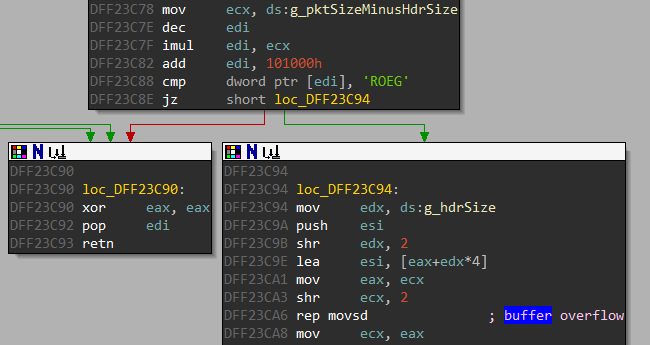 DFF23C78 mov ecx, ds:g_pktSizeMinusHdrSize
DFF23C7E dec edi
DFF23C7F imul edi, ecx
DFF23C82 add edi, 101000h
DFF23C88 cmp dword ptr [edi], 'ROEG'
DFF23C8E jz short loc_DFF23C94
DFF23C90
DFF23C90 loc_DFF23C90:
DFF23C90 xor eax, eax
DFF23C92 pop edi
DFF23C93 retn
DFF23C94
DFF23C94 loc_DFF23C94:
DFF23C94 mov edx, ds:g_hdrSize
DFF23C9A push esi
DFF23C9B shr edx, 2
DFF23C9E lea esi, [eax+edx*4]
DFF23CA1 mov eax, ecx
DFF23CA3 shr ecx, 2
DFF23CA6 rep movsd ; buffer overflow
DFF23CA8 mov ecx, eax